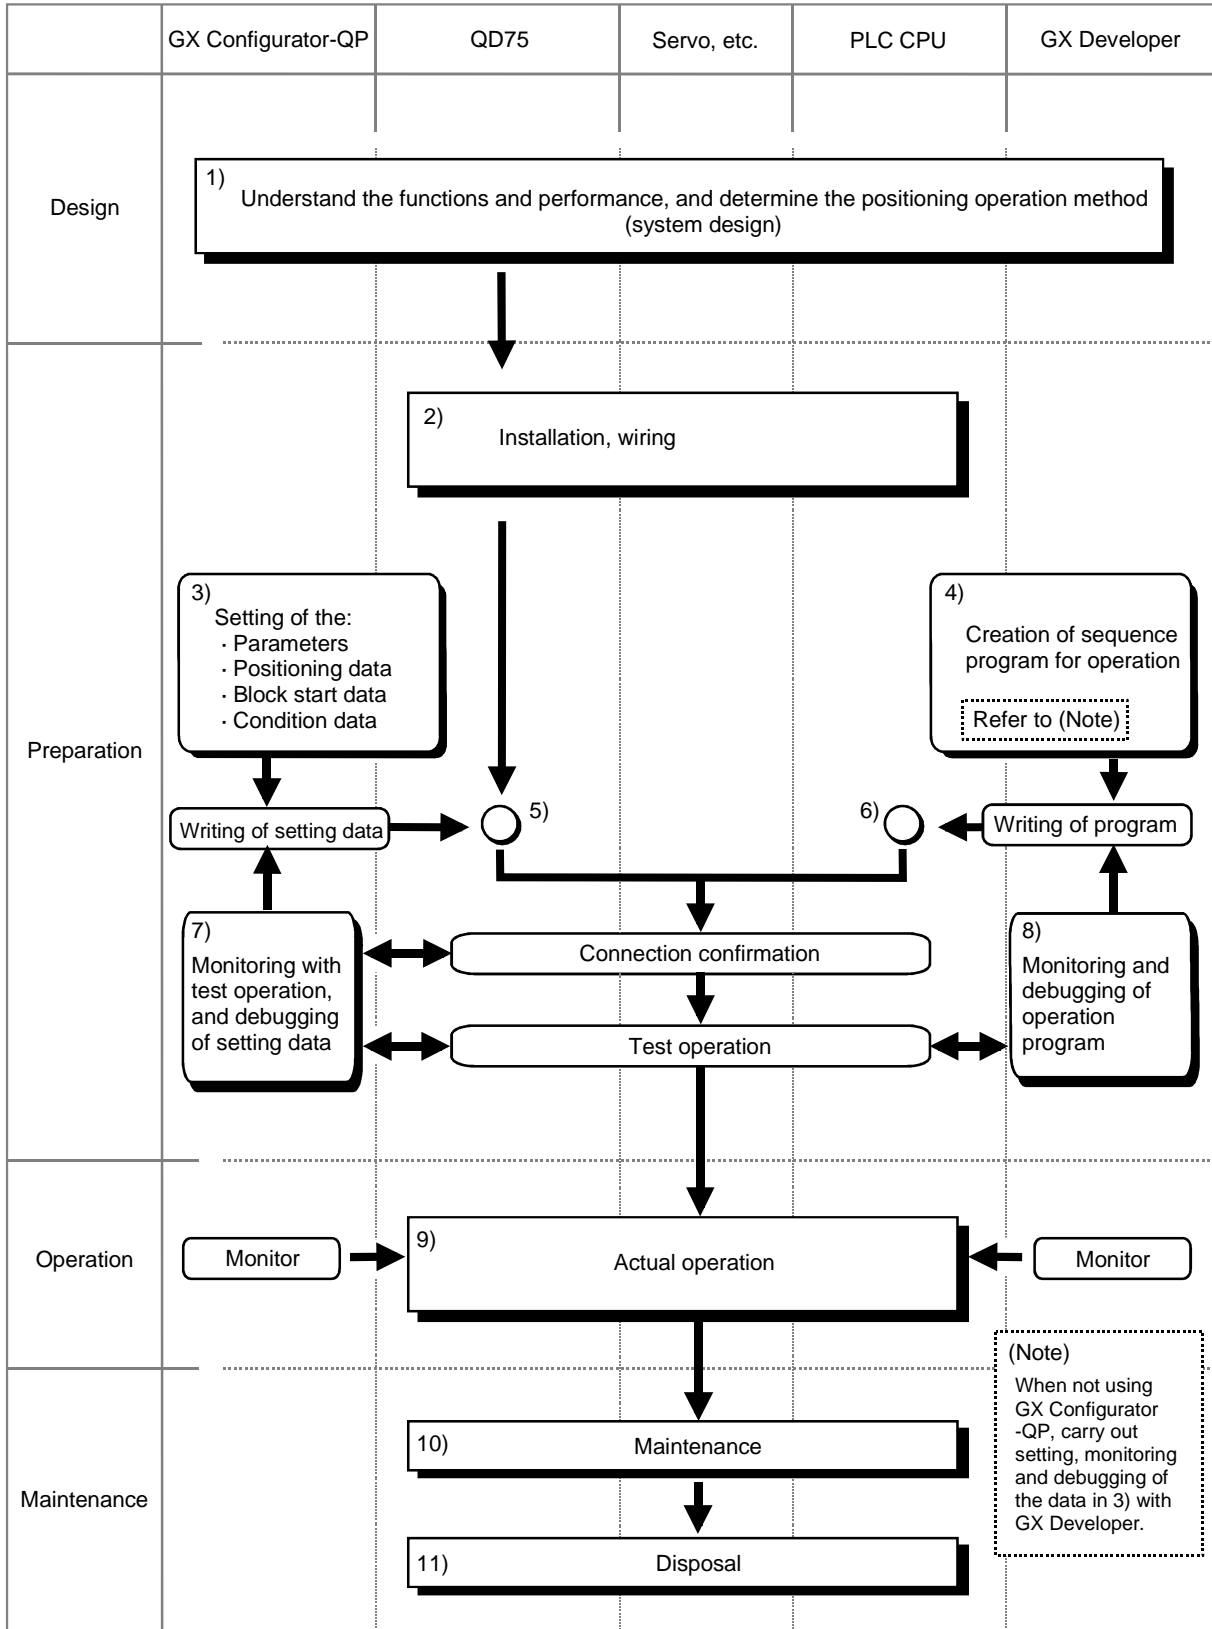 GX Configurator-QP
QD75
Servo, etc.
PLC CPU
GX Developer
Design
1)
Understand the functions and performance, and determine the positioning operation method
(system design)
Preparation
2)
Installation, wiring
3)
Setting of the:
· Parameters
· Positioning data
· Block start data
· Condition data
4)
Creation of sequence
program for operation
Refer to (Note)
Writing of setting data
5)
6)
Writing of program
7)
Monitoring with
test operation,
and debugging
of setting data
Connection confirmation
Test operation
8)
Monitoring and
debugging of
operation
program
Operation
Monitor
9)
Actual operation
Monitor
Maintenance
10)
Maintenance
11)
Disposal
(Note)
When not using
GX Configurator
-QP, carry out
setting, monitoring
and debugging of
the data in 3) with
GX Developer.